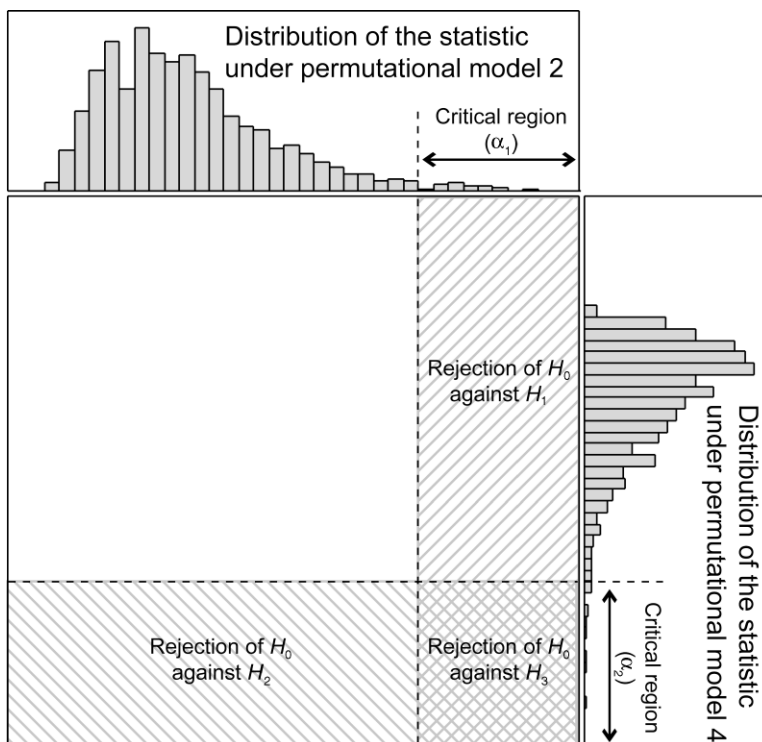 Distribution of the statistic
under permutational model 2
Critical region
(α₁)
Rejection of H₀
against H₁
Distribution of the statistic
under permutational model 4
Critical region
(α₂)
Rejection of H₀
against H₂
Rejection of H₀
against H₃